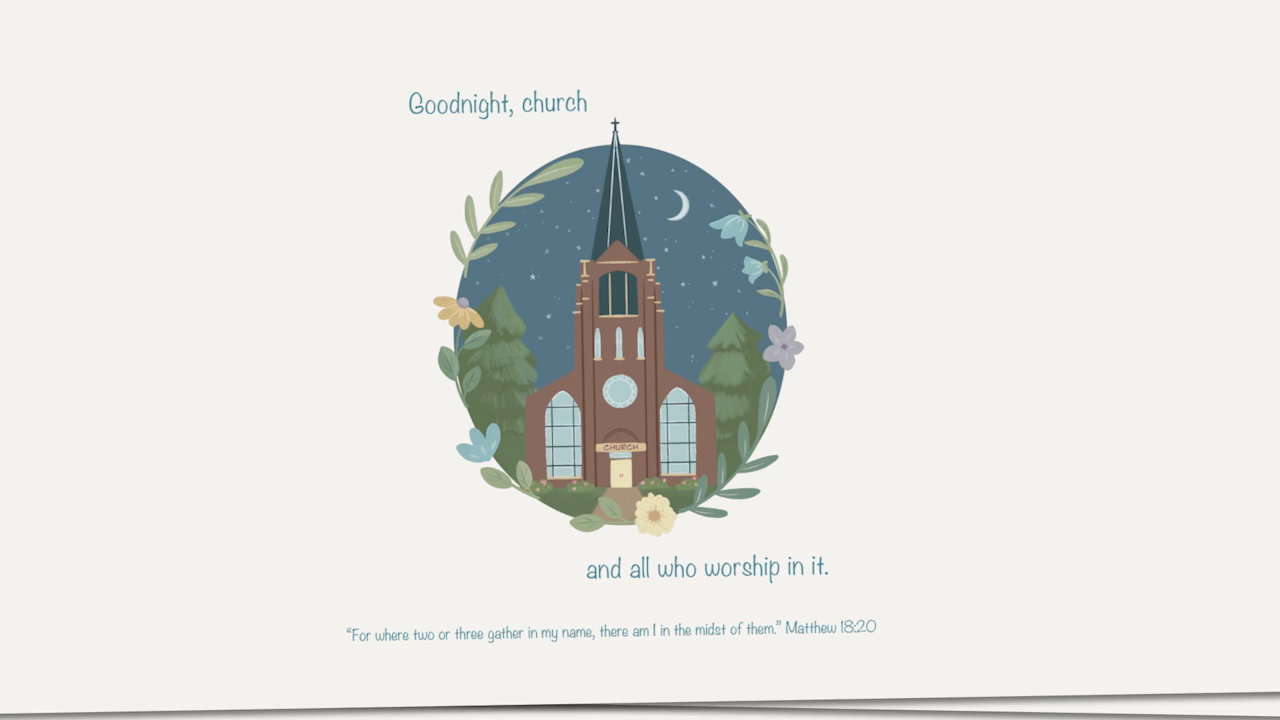 Goodnight, church
CHURCH
and all who worship in it.
“For where two or three gather in my name, there am I in the midst of them.” Matthew 18:20